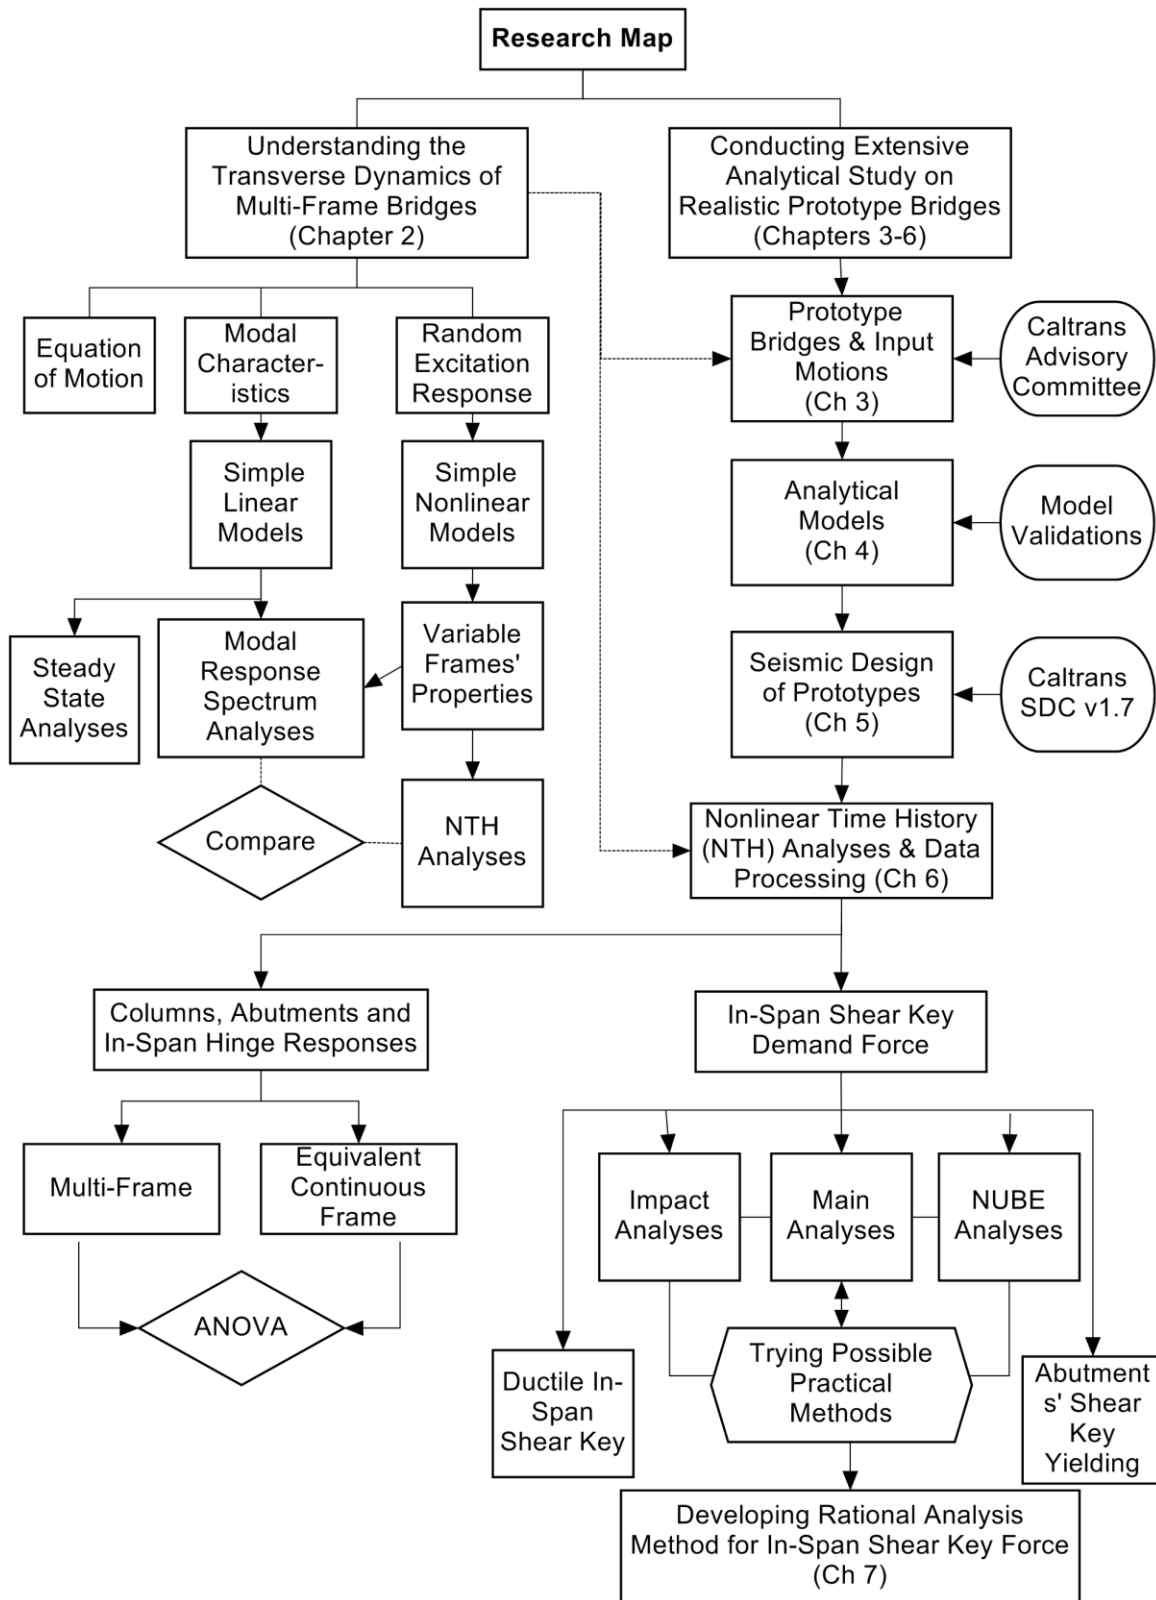 Research Map
Understanding the
Transverse Dynamics of
Multi-Frame Bridges
(Chapter 2)
Conducting Extensive
Analytical Study on
Realistic Prototype Bridges
(Chapters 3-6)
Equation
of Motion
Modal
Character-
istics
Random
Excitation
Response
Prototype
Bridges & Input
Motions
(Ch 3)
Caltrans
Advisory
Committee
Simple
Linear
Models
Simple
Nonlinear
Models
Analytical
Models
(Ch 4)
Model
Validations
Steady
State
Analyses
Modal
Response
Spectrum
Analyses
Variable
Frames'
Properties
Seismic Design
of Prototypes
(Ch 5)
Caltrans
SDC v1.7
Compare
NTH
Analyses
Nonlinear Time History
(NTH) Analyses & Data
Processing (Ch 6)
Columns, Abutments and
In-Span Hinge Responses
In-Span Shear Key
Demand Force
Multi-Frame
Equivalent
Continuous
Frame
Impact
Analyses
Main
Analyses
NUBE
Analyses
ANOVA
Ductile In-
Span
Shear Key
Trying Possible
Practical
Methods
Abutment
s' Shear
Key
Yielding
Developing Rational Analysis
Method for In-Span Shear Key Force
(Ch 7)